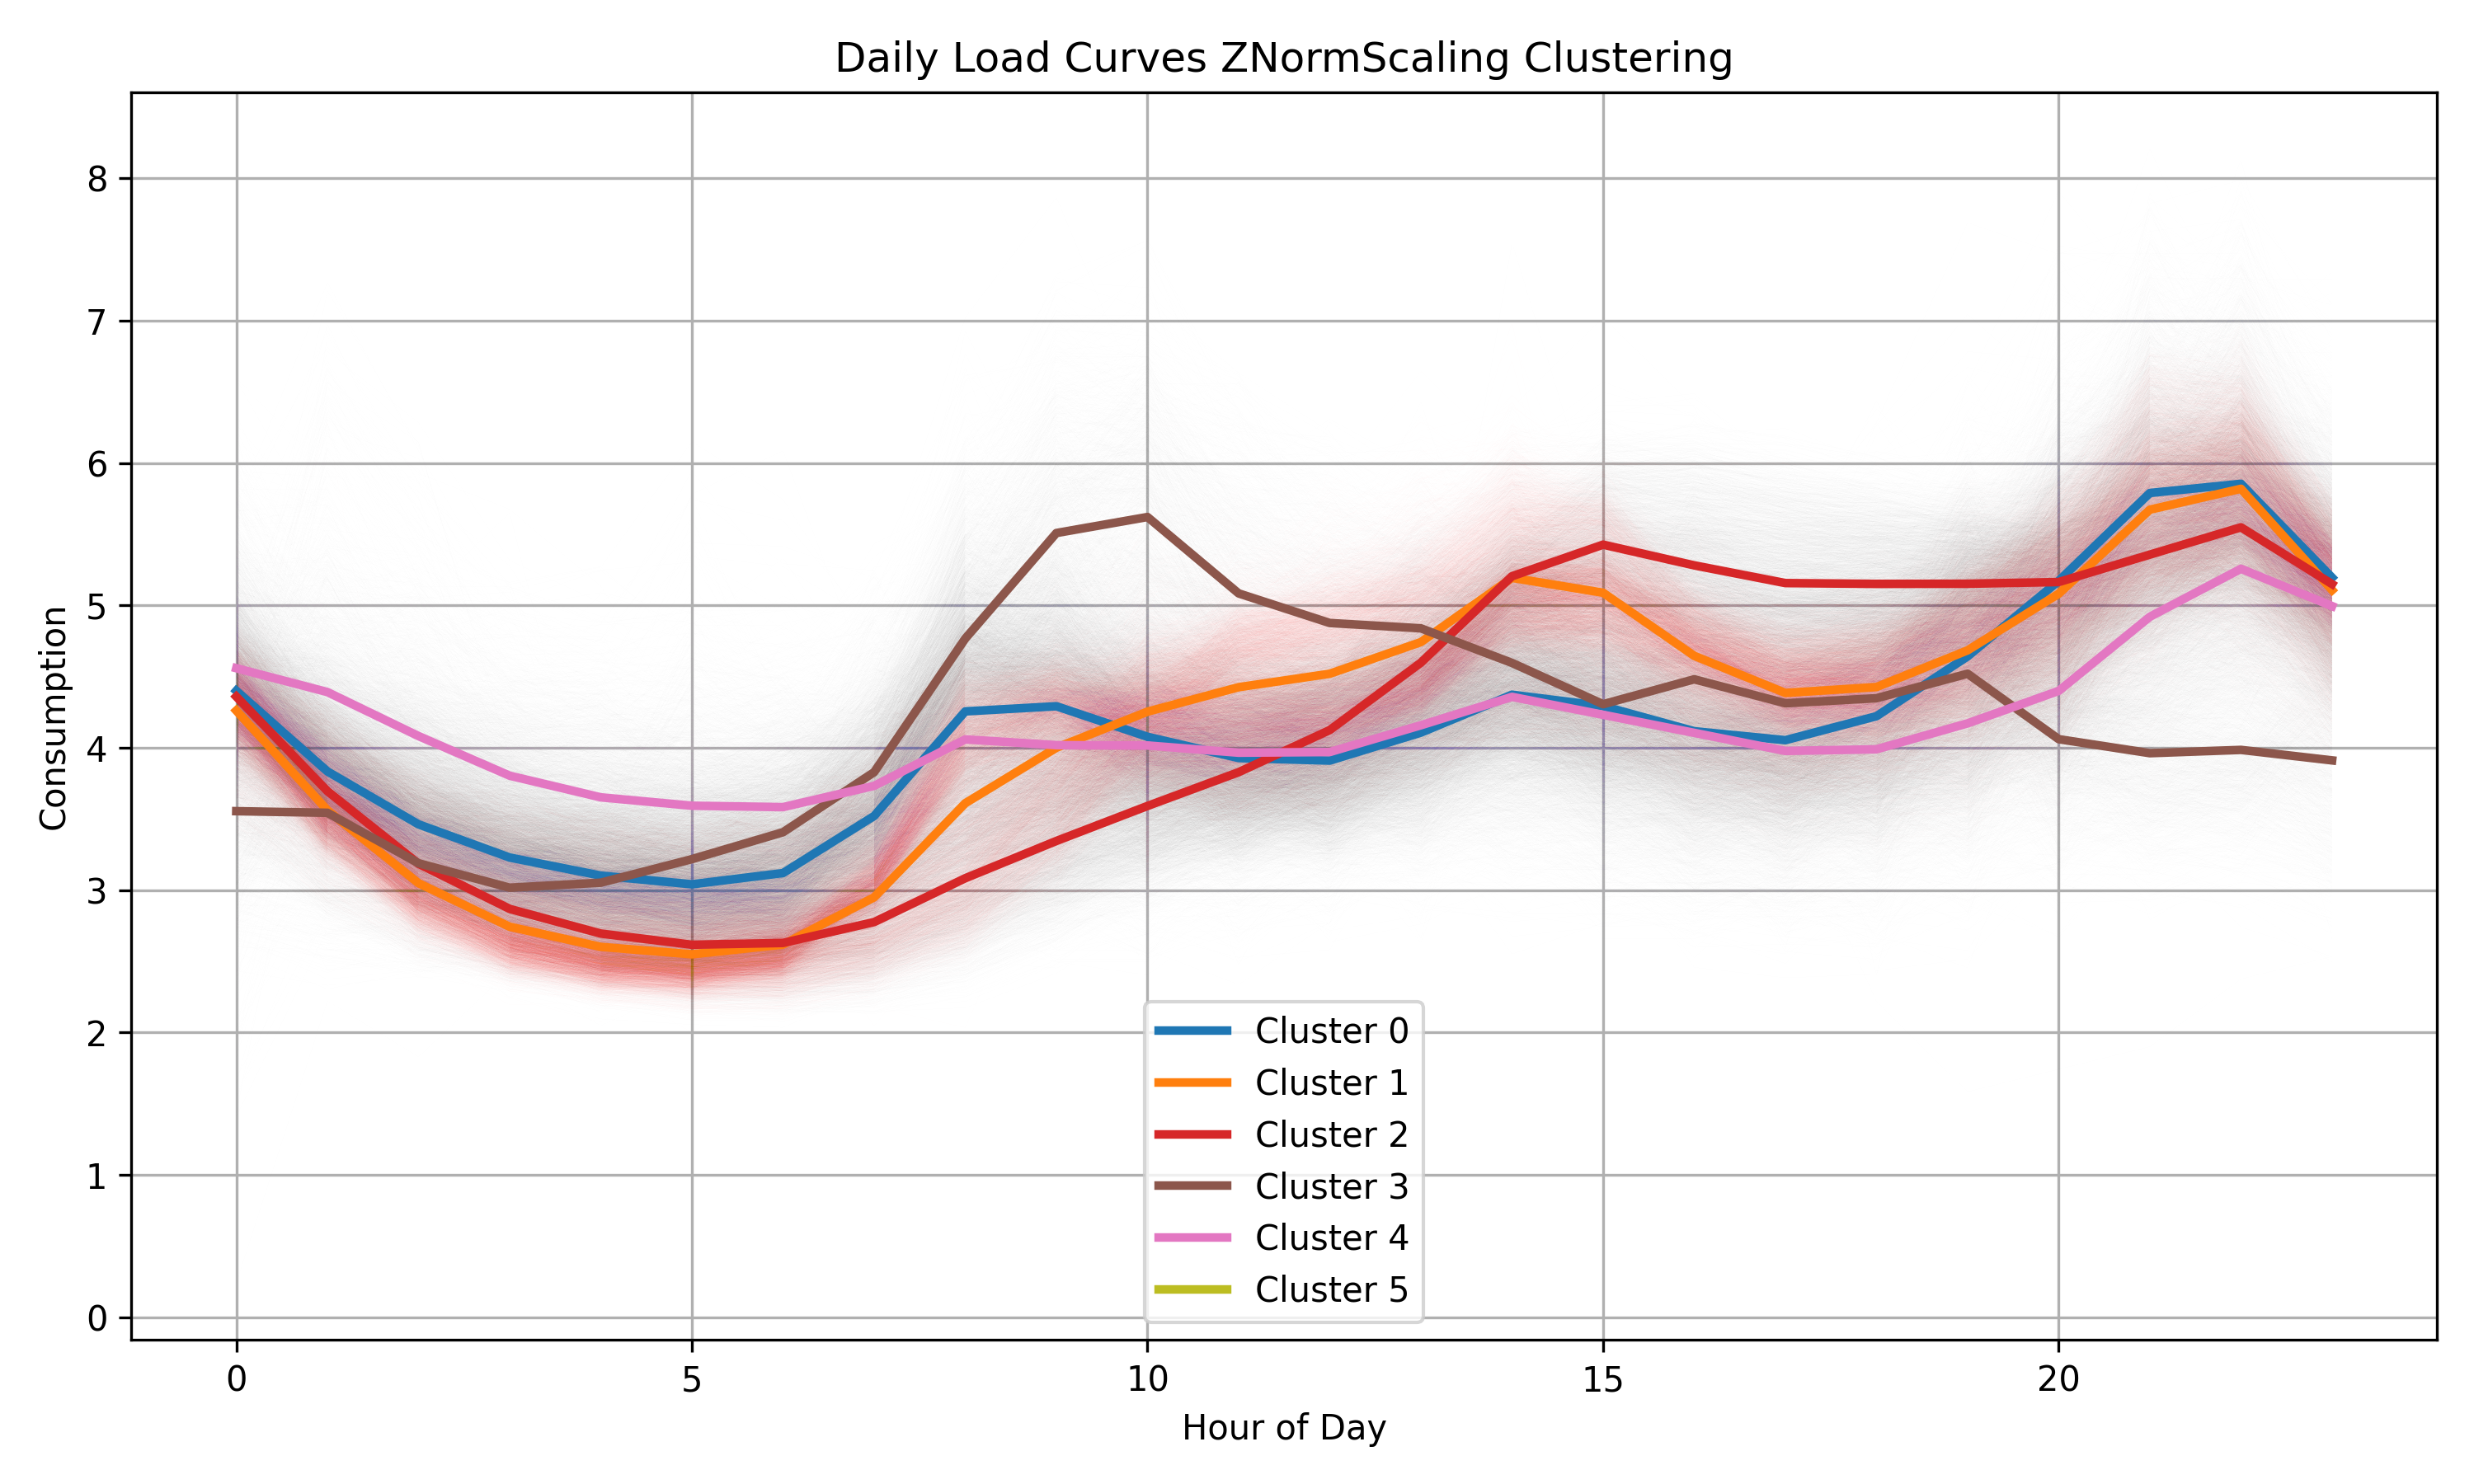 Daily Load Curves ZNormScaling Clustering
Consumption
8
7
6
5
4
3
2
1
0
Cluster 0
Cluster 1
Cluster 2
Cluster 3
Cluster 4
Cluster 5
0 5 10 15 20
Hour of Day